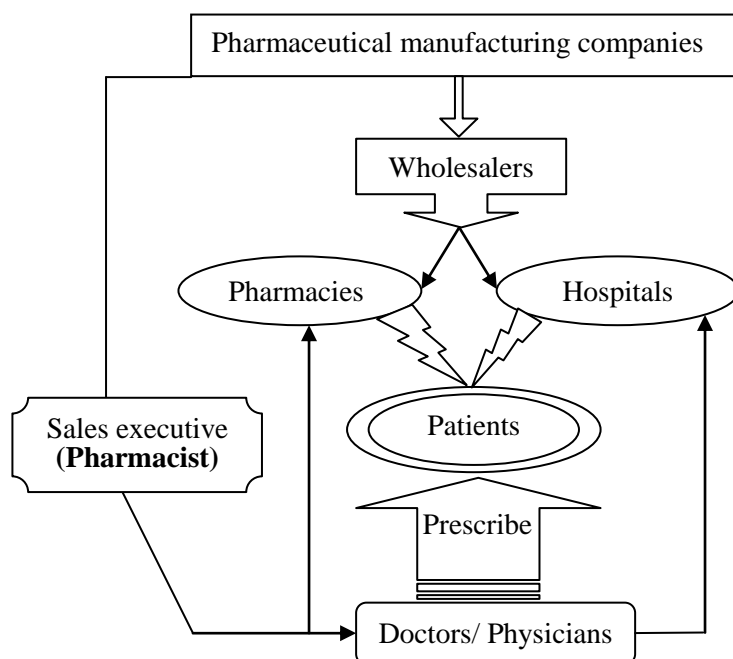 Pharmaceutical manufacturing companies
Wholesalers
Pharmacies
Hospitals
Sales executive
(Pharmacist)
Patients
Prescribe
Doctors/ Physicians